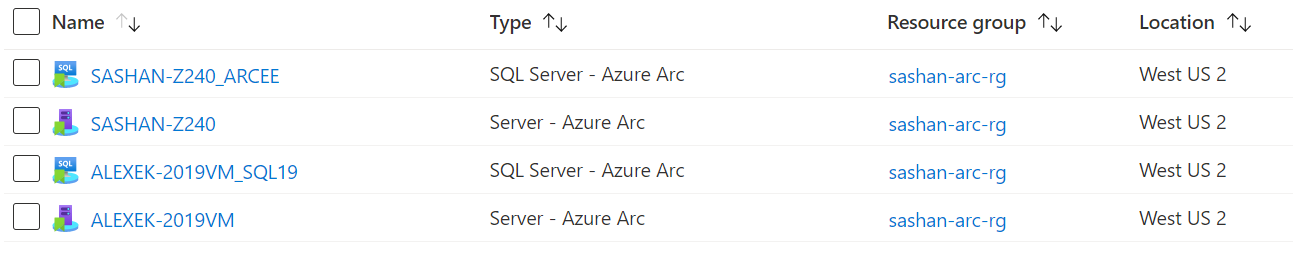 Name ↑↓ Type ↑↓ Resource group ↑↓ Location ↑↓
SQL SASHAN-Z240_ARCEE SQL Server - Azure Arc sashan-arc-rg West US 2
SASHAN-Z240 Server - Azure Arc sashan-arc-rg West US 2
SQL ALEXEK-2019VM_SQL19 SQL Server - Azure Arc sashan-arc-rg West US 2
ALEXEK-2019VM Server - Azure Arc sashan-arc-rg West US 2